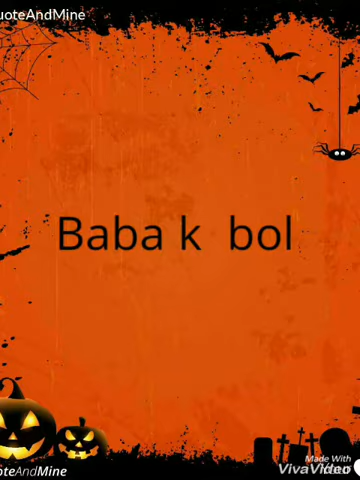 uoteAndMine
Baba k bol
oteAndMine
Made With
VivaVideo